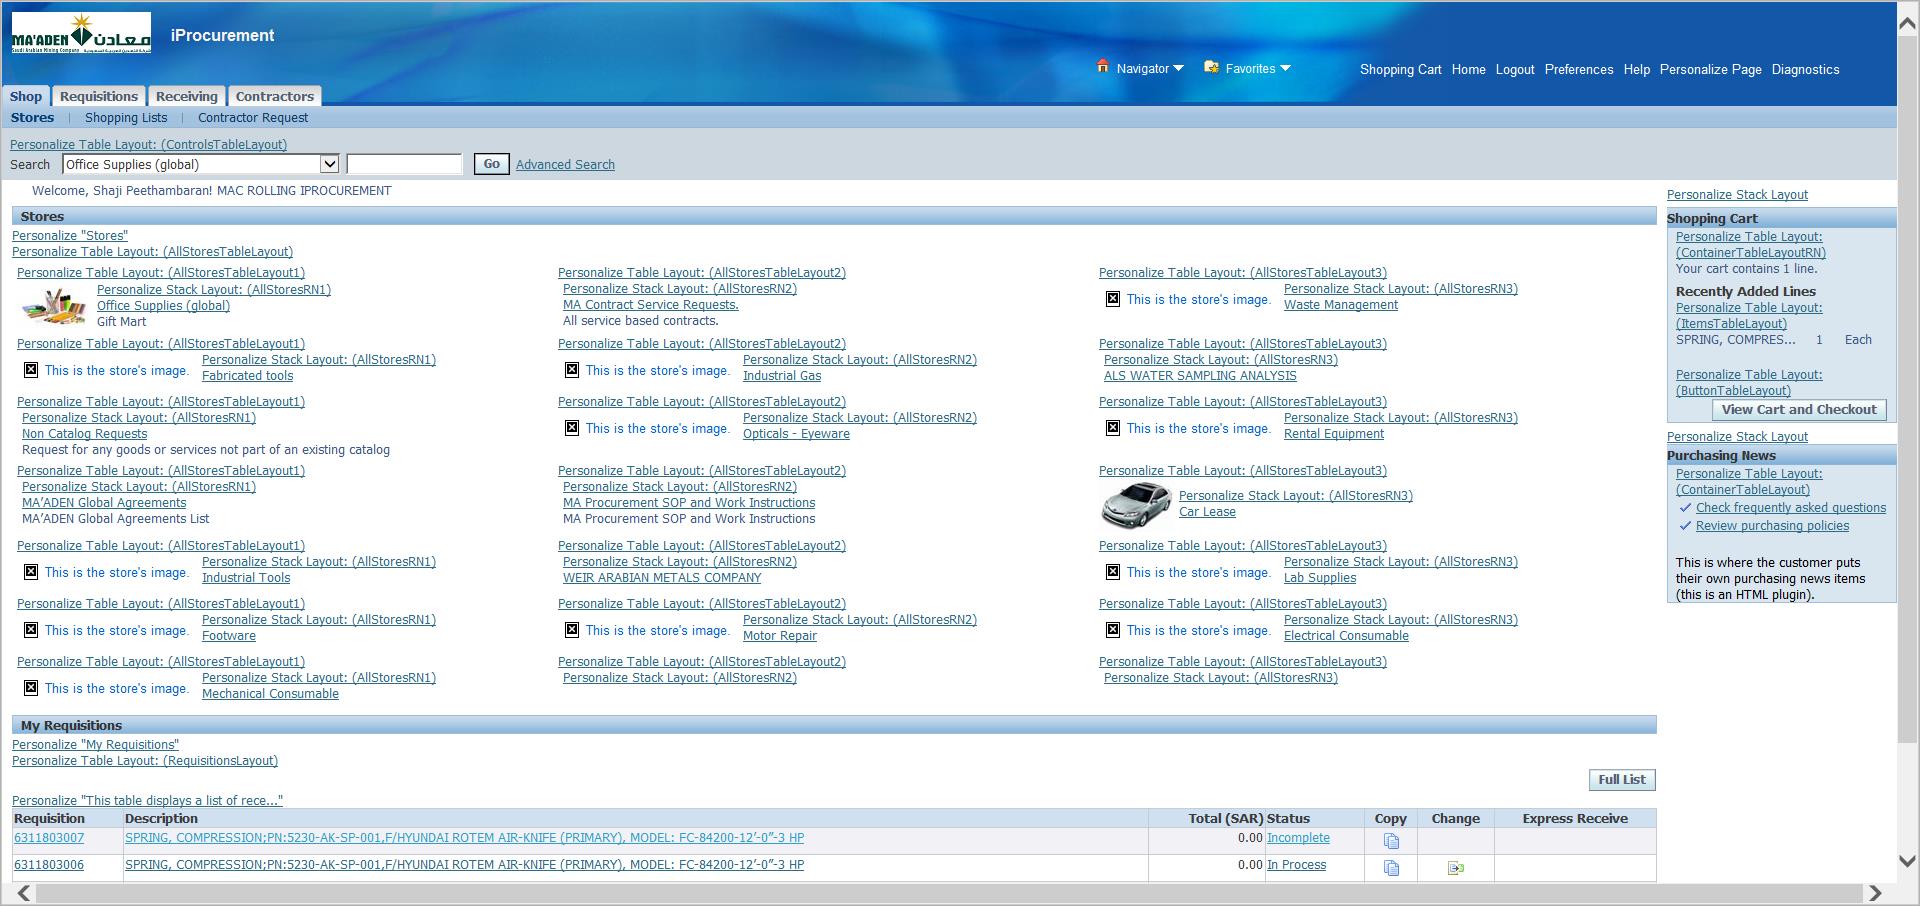 MA'ADEN معادن
Saudi Arabian Mining Company
iProcurement
Navigator Favorites Shopping Cart Home Logout Preferences Help Personalize Page Diagnostics
Shop Requisitions Receiving Contractors
Stores | Shopping Lists | Contractor Request
Personalize Table Layout: (ControlsTableLayout)
Search Office Supplies (global) Go Advanced Search
Welcome, Shaji Peethambaran! MAC ROLLING IPROCUREMENT
Stores
Personalize "Stores"
Personalize Table Layout: (AllStoresTableLayout)
Personalize Table Layout: (AllStoresTableLayout1)
Personalize Stack Layout: (AllStoresRN1)
Office Supplies (global)
Gift Mart
Personalize Table Layout: (AllStoresTableLayout2)
Personalize Stack Layout: (AllStoresRN2)
MA Contract Service Requests.
All service based contracts.
Personalize Table Layout: (AllStoresTableLayout3)
This is the store's image.
Personalize Stack Layout: (AllStoresRN3)
Waste Management
Personalize Table Layout: (AllStoresTableLayout1)
This is the store's image.
Personalize Stack Layout: (AllStoresRN1)
Fabricated tools
Personalize Table Layout: (AllStoresTableLayout2)
This is the store's image.
Personalize Stack Layout: (AllStoresRN2)
Industrial Gas
Personalize Table Layout: (AllStoresTableLayout3)
Personalize Stack Layout: (AllStoresRN3)
ALS WATER SAMPLING ANALYSIS
Personalize Table Layout: (AllStoresTableLayout1)
Personalize Stack Layout: (AllStoresRN1)
Non Catalog Requests
Request for any goods or services not part of an existing catalog
Personalize Table Layout: (AllStoresTableLayout2)
This is the store's image.
Personalize Stack Layout: (AllStoresRN2)
Opticals - Eyeware
Personalize Table Layout: (AllStoresTableLayout3)
This is the store's image.
Personalize Stack Layout: (AllStoresRN3)
Rental Equipment
Personalize Table Layout: (AllStoresTableLayout1)
Personalize Stack Layout: (AllStoresRN1)
MA'ADEN Global Agreements
MA'ADEN Global Agreements List
Personalize Table Layout: (AllStoresTableLayout2)
Personalize Stack Layout: (AllStoresRN2)
MA Procurement SOP and Work Instructions
MA Procurement SOP and Work Instructions
Personalize Table Layout: (AllStoresTableLayout3)
Personalize Stack Layout: (AllStoresRN3)
Car Lease
Personalize Table Layout: (AllStoresTableLayout1)
This is the store's image.
Personalize Stack Layout: (AllStoresRN1)
Industrial Tools
Personalize Table Layout: (AllStoresTableLayout2)
Personalize Stack Layout: (AllStoresRN2)
WEIR ARABIAN METALS COMPANY
Personalize Table Layout: (AllStoresTableLayout3)
This is the store's image.
Personalize Stack Layout: (AllStoresRN3)
Lab Supplies
Personalize Table Layout: (AllStoresTableLayout1)
This is the store's image.
Personalize Stack Layout: (AllStoresRN1)
Footware
Personalize Table Layout: (AllStoresTableLayout2)
This is the store's image.
Personalize Stack Layout: (AllStoresRN2)
Motor Repair
Personalize Table Layout: (AllStoresTableLayout3)
This is the store's image.
Personalize Stack Layout: (AllStoresRN3)
Electrical Consumable
Personalize Table Layout: (AllStoresTableLayout1)
This is the store's image.
Personalize Stack Layout: (AllStoresRN1)
Mechanical Consumable
Personalize Table Layout: (AllStoresTableLayout2)
Personalize Stack Layout: (AllStoresRN2)
Personalize Table Layout: (AllStoresTableLayout3)
Personalize Stack Layout: (AllStoresRN3)
Personalize Stack Layout
Shopping Cart
Personalize Table Layout:
(ContainerTableLayoutRN)
Your cart contains 1 line.
Recently Added Lines
Personalize Table Layout:
(ItemsTableLayout)
SPRING, COMPRES... 1 Each
Personalize Table Layout:
(ButtonTableLayout)
View Cart and Checkout
Personalize Stack Layout
Purchasing News
Personalize Table Layout:
(ContainerTableLayout)
Check frequently asked questions
Review purchasing policies
This is where the customer puts
their own purchasing news items
(this is an HTML plugin).
My Requisitions
Personalize "My Requisitions"
Personalize Table Layout: (RequisitionsLayout)
Full List
Personalize "This table displays a list of rece..."
Requisition Description Total (SAR) Status Copy Change Express Receive
6311803007 SPRING, COMPRESSION;PN:5230-AK-SP-001,F/HYUNDAI ROTEM AIR-KNIFE (PRIMARY), MODEL: FC-84200-12'-0"-3 HP 0.00 Incomplete
6311803006 SPRING, COMPRESSION;PN:5230-AK-SP-001,F/HYUNDAI ROTEM AIR-KNIFE (PRIMARY), MODEL: FC-84200-12'-0"-3 HP 0.00 In Process